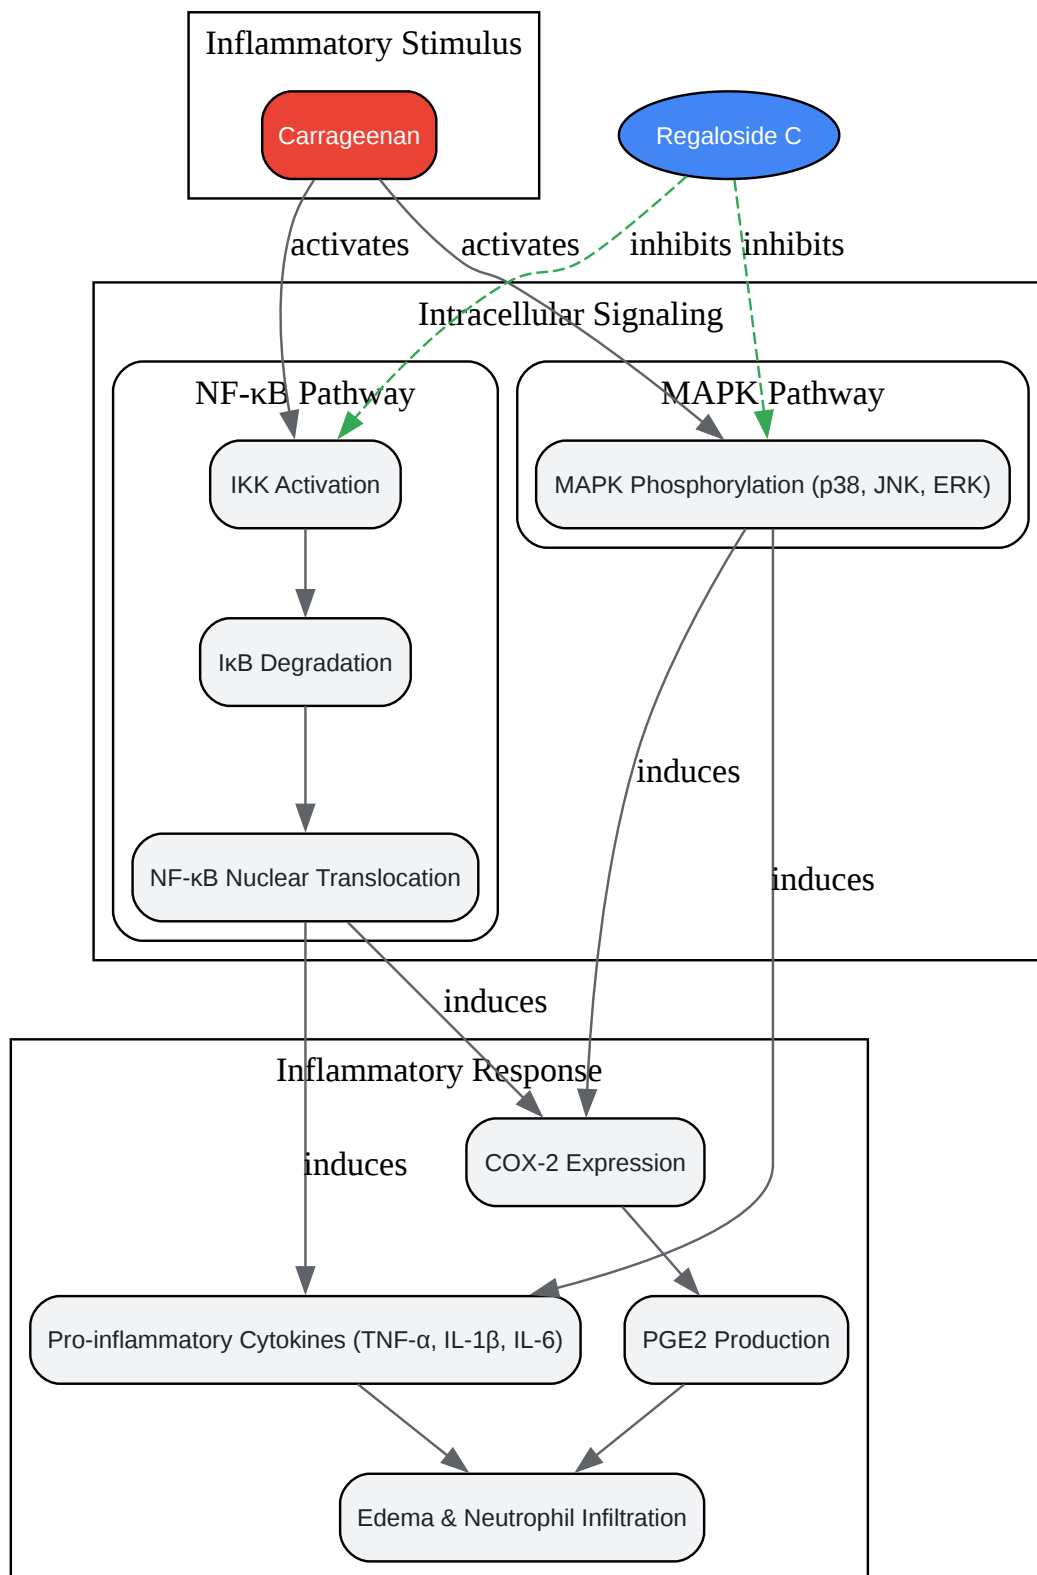 Inflammatory Stimulus
Carrageenan
Regaloside C
activates
activates
inhibits
inhibits
Intracellular Signaling
NF-κB Pathway
MAPK Pathway
IKK Activation
MAPK Phosphorylation (p38, JNK, ERK)
IκB Degradation
induces
NF-κB Nuclear Translocation
induces
induces
Inflammatory Response
COX-2 Expression
induces
Pro-inflammatory Cytokines (TNF-α, IL-1β, IL-6)
PGE2 Production
Edema & Neutrophil Infiltration